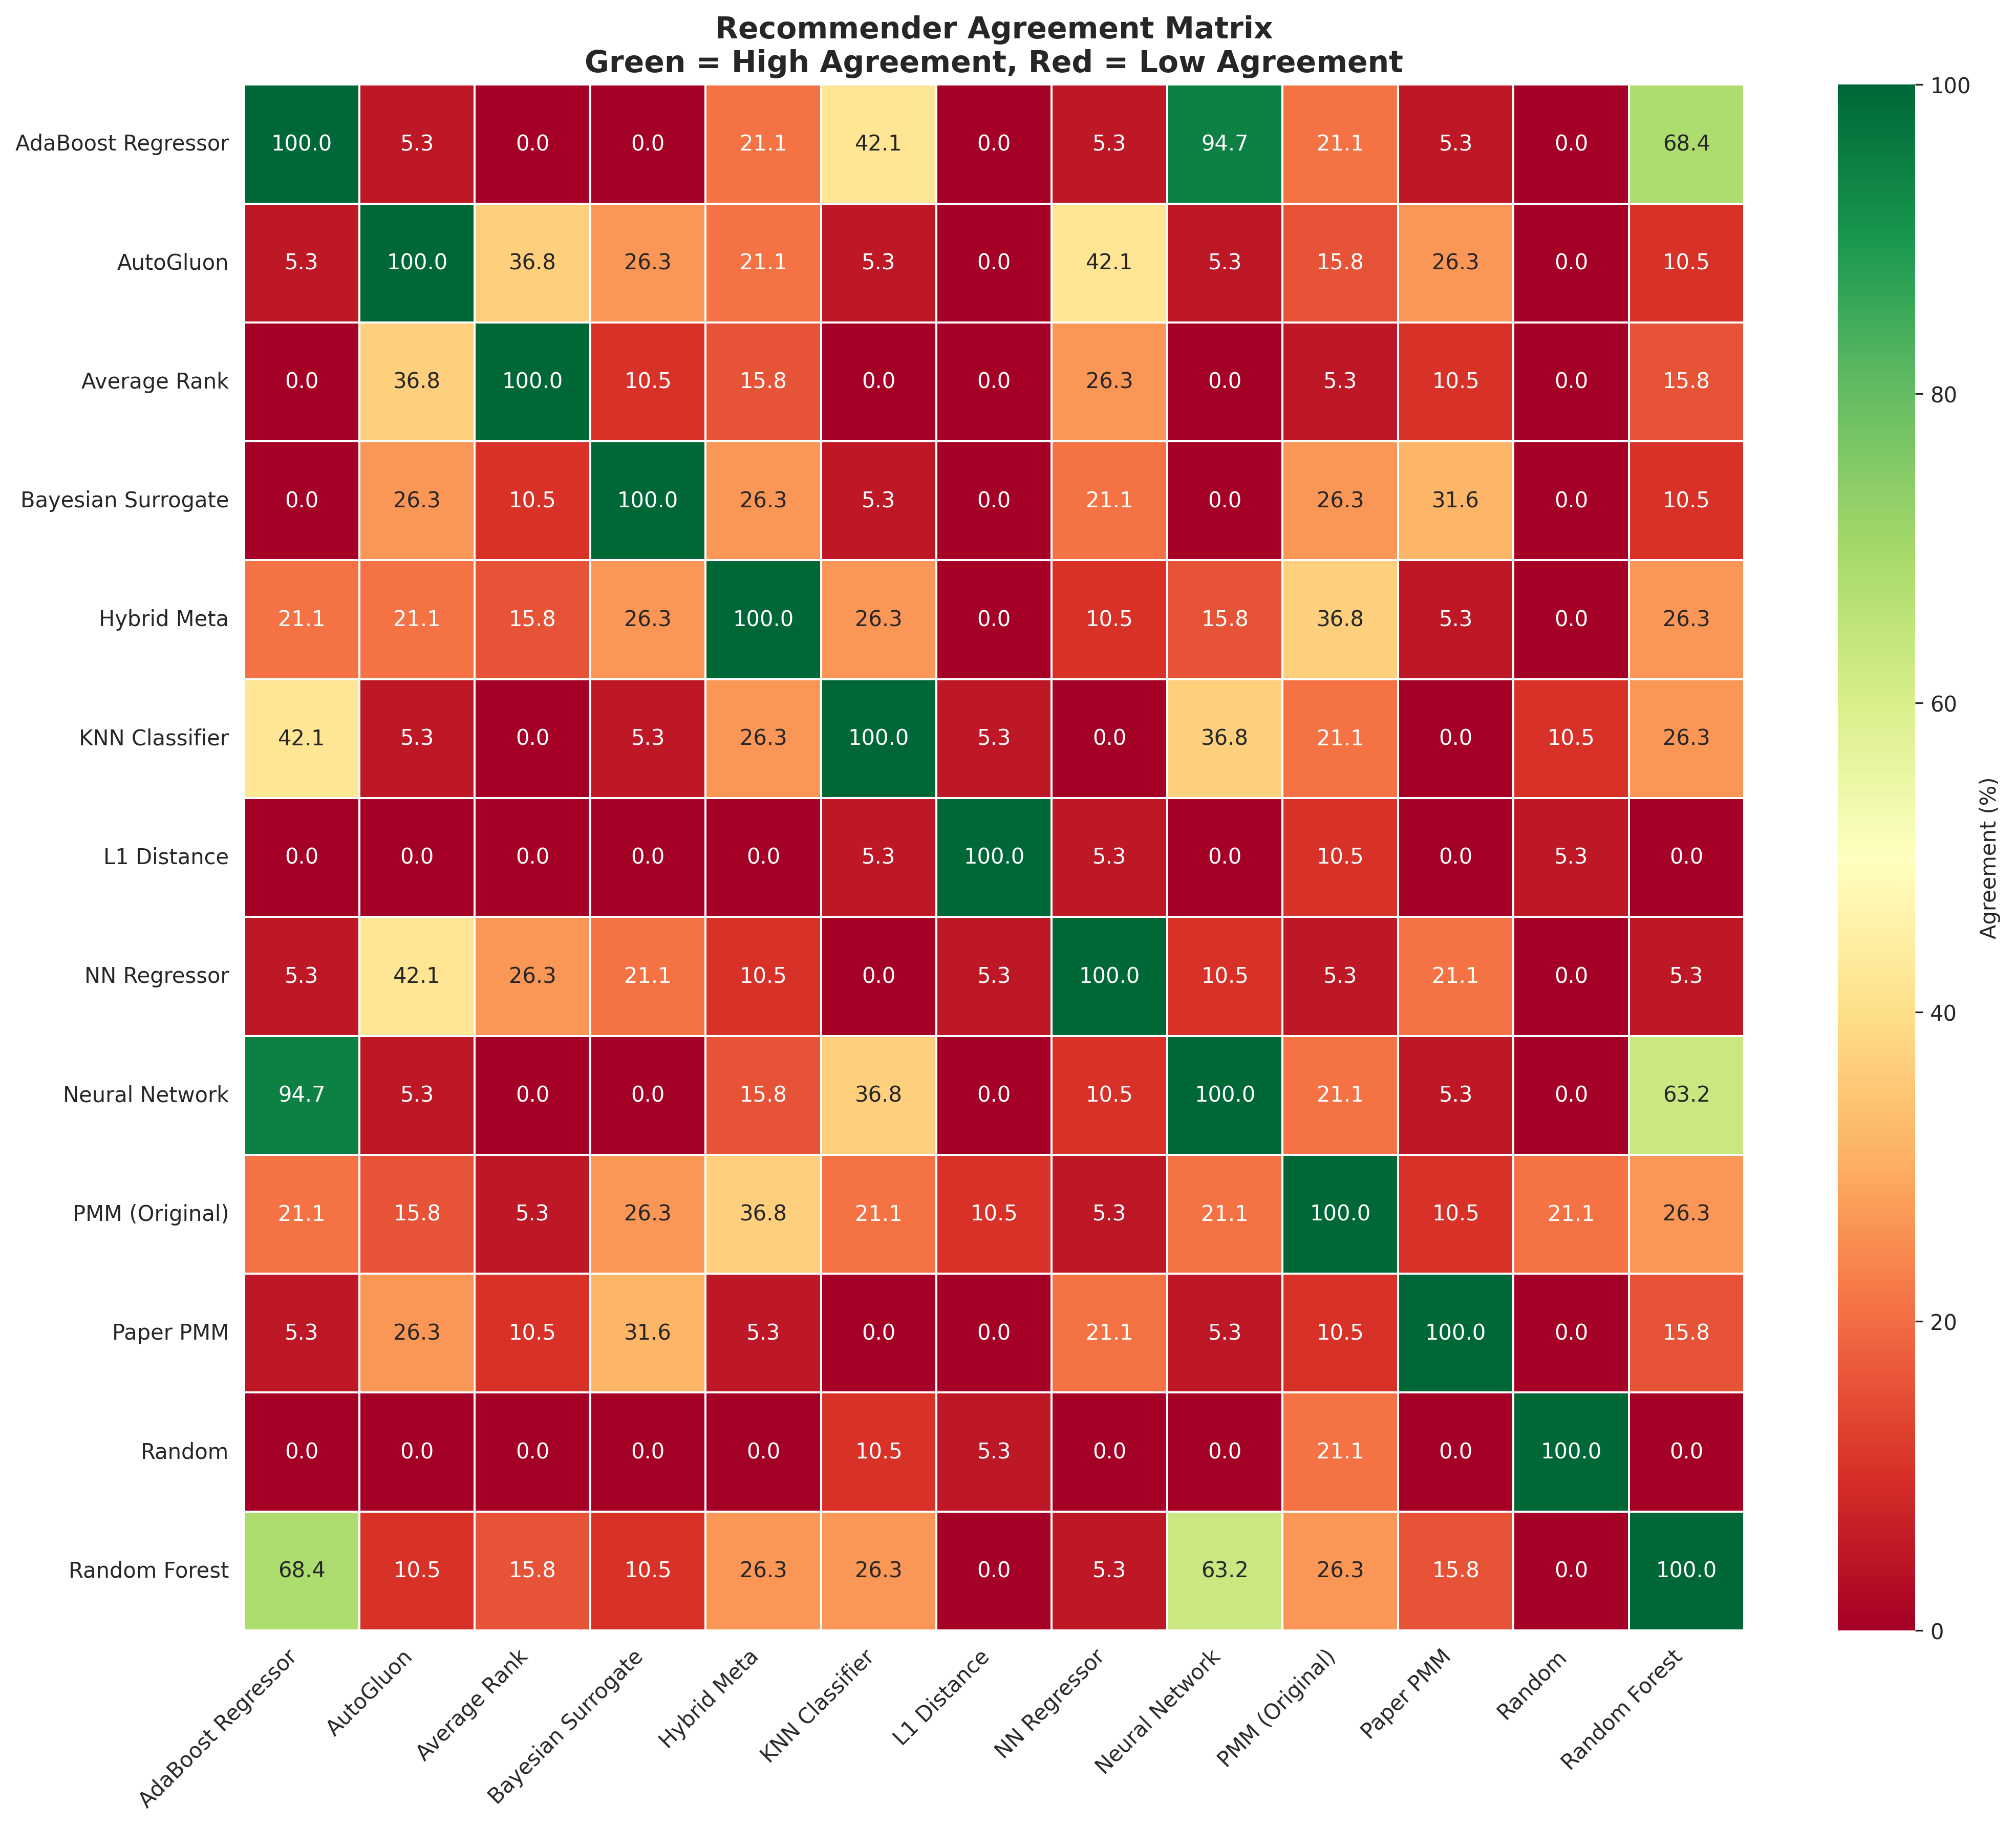 Recommender Agreement Matrix
Green = High Agreement, Red = Low Agreement
AdaBoost Regressor 100.0 5.3 0.0 0.0 21.1 42.1 0.0 5.3 94.7 21.1 5.3 0.0 68.4
AutoGluon 5.3 100.0 36.8 26.3 21.1 5.3 0.0 42.1 5.3 15.8 26.3 0.0 10.5
Average Rank 0.0 36.8 100.0 10.5 15.8 0.0 0.0 26.3 0.0 5.3 10.5 0.0 15.8
Bayesian Surrogate 0.0 26.3 10.5 100.0 26.3 5.3 0.0 21.1 0.0 26.3 31.6 0.0 10.5
Hybrid Meta 21.1 21.1 15.8 26.3 100.0 26.3 0.0 10.5 15.8 36.8 5.3 0.0 26.3
KNN Classifier 42.1 5.3 0.0 5.3 26.3 100.0 5.3 0.0 36.8 21.1 0.0 10.5 26.3
L1 Distance 0.0 0.0 0.0 0.0 0.0 5.3 100.0 5.3 0.0 10.5 0.0 5.3 0.0
NN Regressor 5.3 42.1 26.3 21.1 10.5 0.0 5.3 100.0 10.5 5.3 21.1 0.0 5.3
Neural Network 94.7 5.3 0.0 0.0 15.8 36.8 0.0 10.5 100.0 21.1 5.3 0.0 63.2
PMM (Original) 21.1 15.8 5.3 26.3 36.8 21.1 10.5 5.3 21.1 100.0 10.5 21.1 26.3
Paper PMM 5.3 26.3 10.5 31.6 5.3 0.0 0.0 21.1 5.3 10.5 100.0 0.0 15.8
Random 0.0 0.0 0.0 0.0 0.0 10.5 5.3 0.0 0.0 21.1 0.0 100.0 0.0
Random Forest 68.4 10.5 15.8 10.5 26.3 26.3 0.0 5.3 63.2 26.3 15.8 0.0 100.0
AdaBoost Regressor
AutoGluon
Average Rank
Bayesian Surrogate
Hybrid Meta
KNN Classifier
L1 Distance
NN Regressor
Neural Network
PMM (Original)
Paper PMM
Random
Random Forest
100
80
60
40
20
0
Agreement (%)